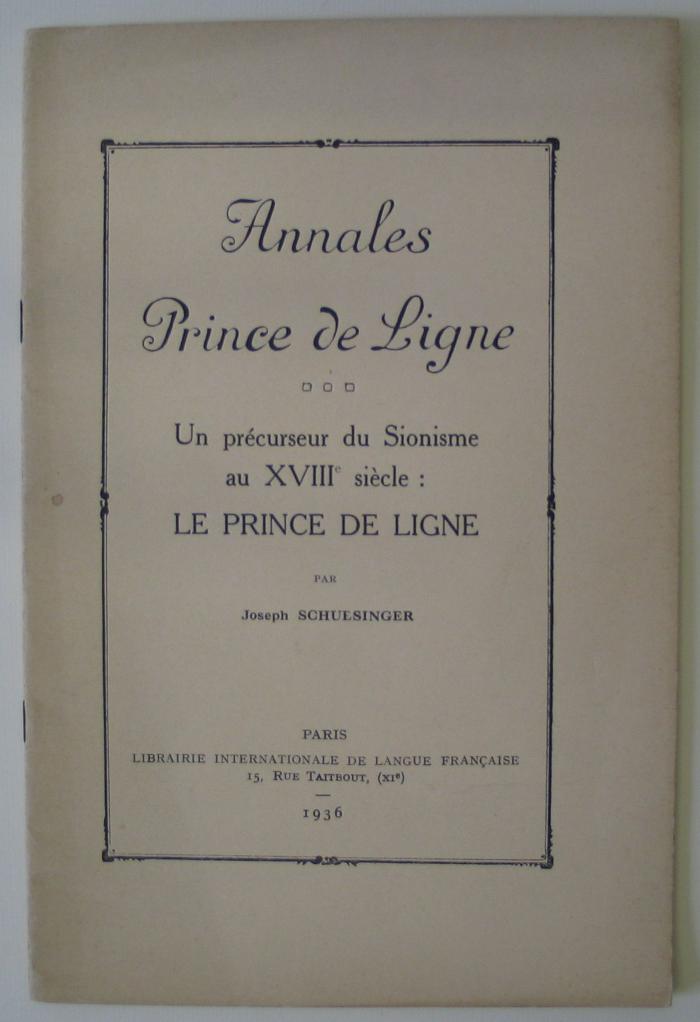 Annales
Prince de Ligne
Un précurseur du Sionisme
au XVIIIe siècle :
LE PRINCE DE LIGNE
PAR
Joseph SCHUESINGER
PARIS
LIBRAIRIE INTERNATIONALE DE LANGUE FRANÇAISE
15, RUE TAITBOUT, (XIe)
1936